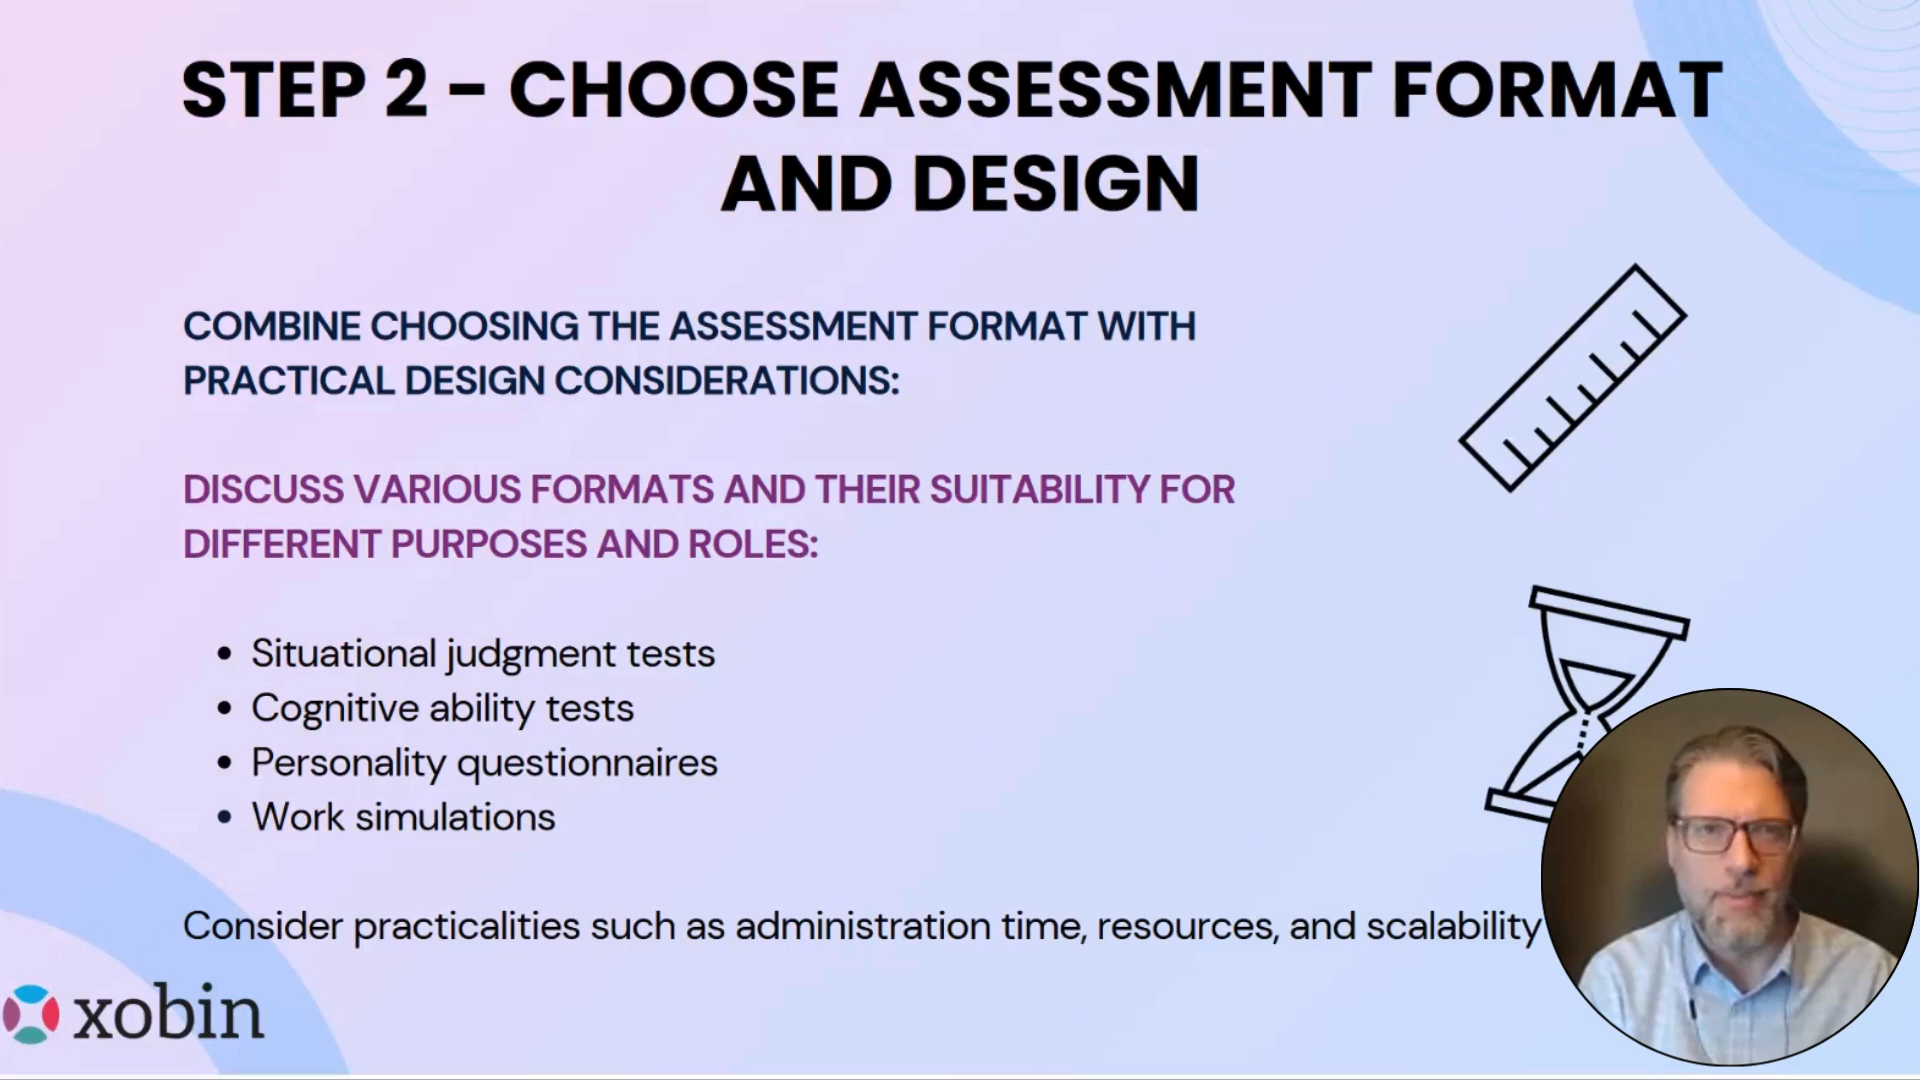 STEP 2 - CHOOSE ASSESSMENT FORMAT
AND DESIGN
COMBINE CHOOSING THE ASSESSMENT FORMAT WITH
PRACTICAL DESIGN CONSIDERATIONS:
DISCUSS VARIOUS FORMATS AND THEIR SUITABILITY FOR
DIFFERENT PURPOSES AND ROLES:
• Situational judgment tests
• Cognitive ability tests
• Personality questionnaires
• Work simulations
Consider practicalities such as administration time, resources, and scalability
xobin